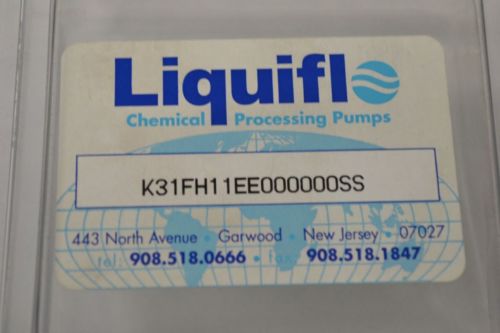 Liquiflo
Chemical Processing Pumps
K31FH11EE000000SS
443 North Avenue • Garwood • New Jersey • 07027
tel: 908.518.0666 • fax: 908.518.1847